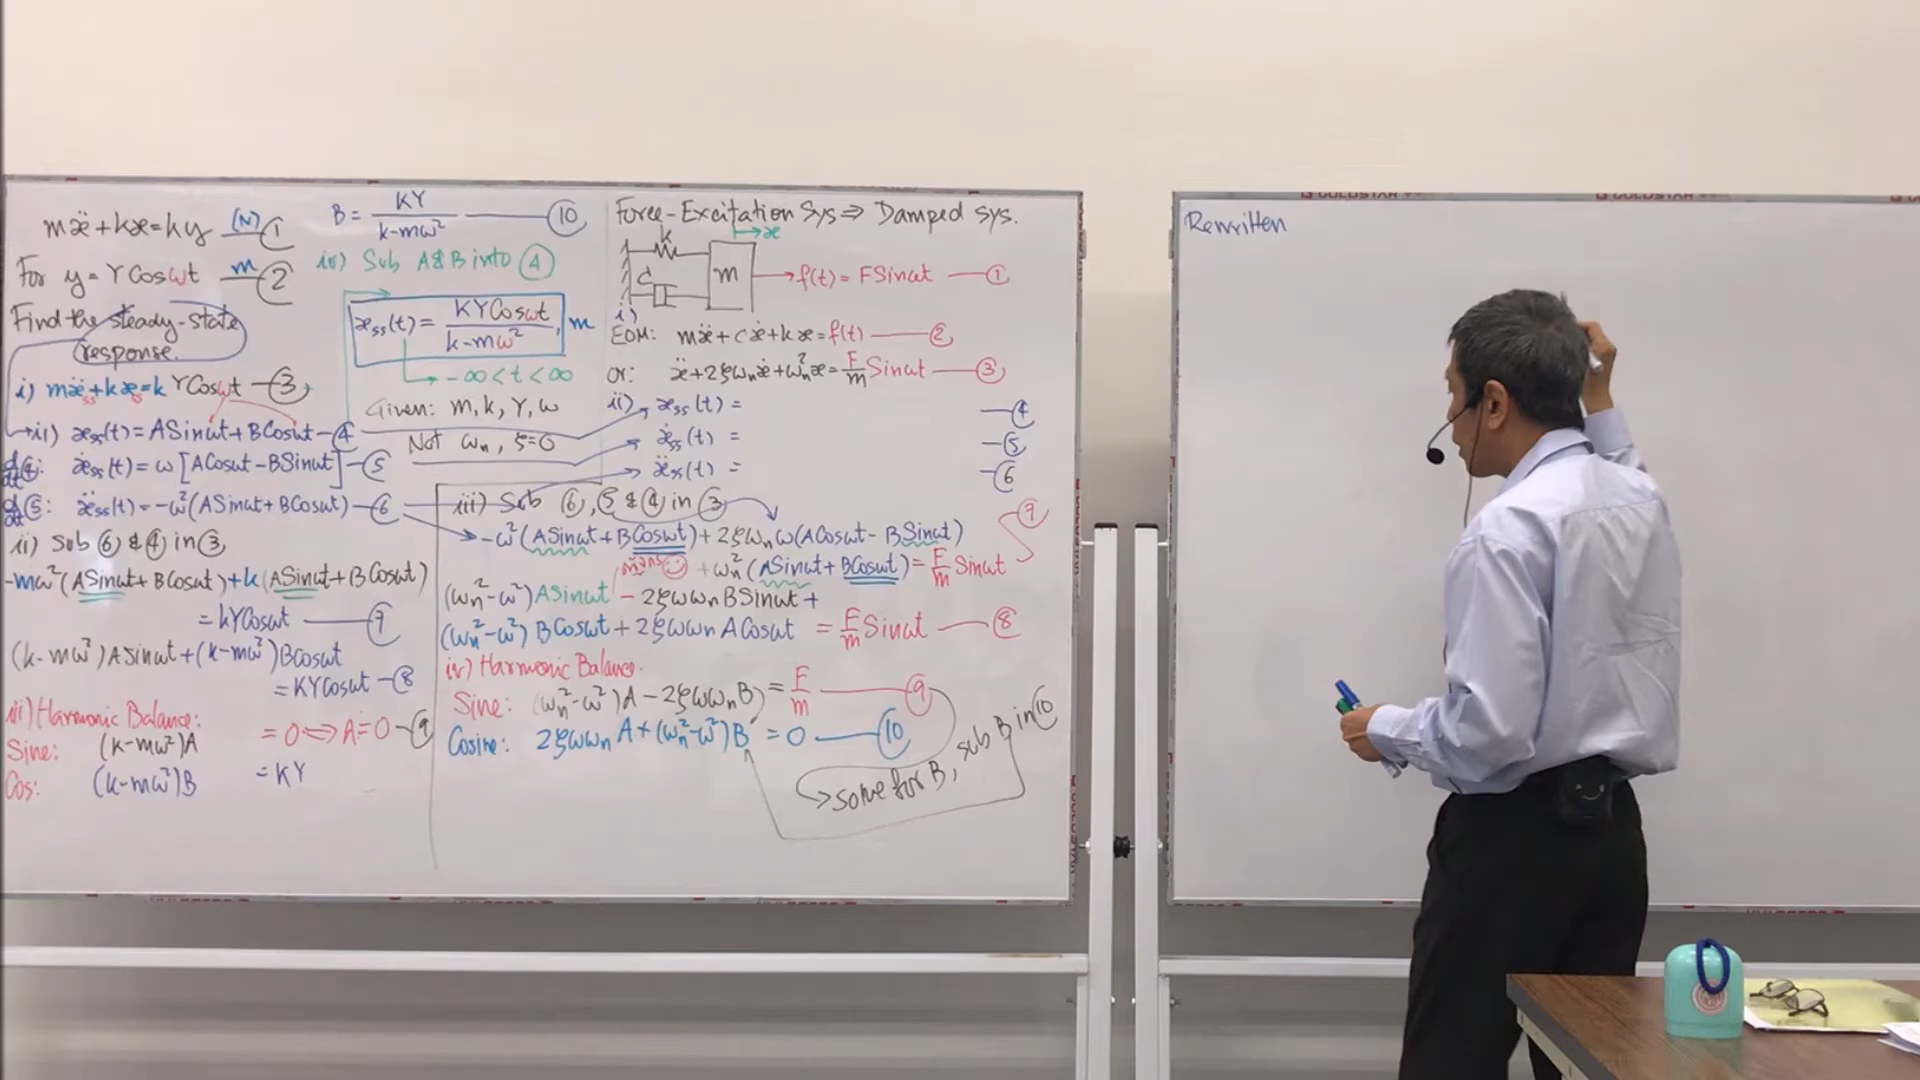 mẍ+kx=ky (N) ①
For y=YCosωt m ②
Find the steady-state
response.
i) mẍss+kxss=kYCosωt — ③
ii) xss(t)=ASinωt+BCosωt — ④
d/dt ④: ẋss(t)=ω[ACosωt-BSinωt] — ⑤
d/dt ⑤: ẍss(t)=-ω²(ASinωt+BCosωt) — ⑥
ii) Sub ⑥ & ④ in ③
-mω²(ASinωt+BCosωt)+k(ASinωt+BCosωt)
=kYCosωt — ⑦
(k-mω²)ASinωt+(k-mω²)BCosωt
=KYCosωt — ⑧
iii) Harmonic Balance:
Sine: (k-mω²)A = 0 ⟺ A=0 — ⑨
Cos: (k-mω²)B = KY
B = KY/(k-mω²) — ⑩
iv) Sub A&B into ④
xss(t) = KYCosωt/(k-mω²), m
-∞<t<∞
Given: m, k, Y, ω
Not ωn, ζ=0
Force-Excitation Sys ⇒ Damped sys.
k → x
C m → f(t)=FSinωt — ①
i)
EOM: mẍ+cẋ+kx=f(t) — ②
or: ẍ+2ζωnẋ+ωn²x=F/m Sinωt — ③
ii) xss(t) = — ④
ẋss(t) = — ⑤
ẍss(t) = — ⑥
iii) Sub ⑥, ⑤ & ④ in ③
-ω²(ASinωt+BCosωt)+2ζωnω(ACosωt-BSinωt)
+ωn²(ASinωt+BCosωt)=F/m Sinωt ⑦
(ωn²-ω²)ASinωt - 2ζωωnBSinωt+
(ωn²-ω²)BCosωt+2ζωωnACosωt = F/m Sinωt — ⑧
iv) Harmonic Balance.
Sine: (ωn²-ω²)A-2ζωωnB = F/m — ⑨
Cosine: 2ζωωnA+(ωn²-ω²)B = 0 — ⑩
solve for B, sub B in ⑩
Rewritten